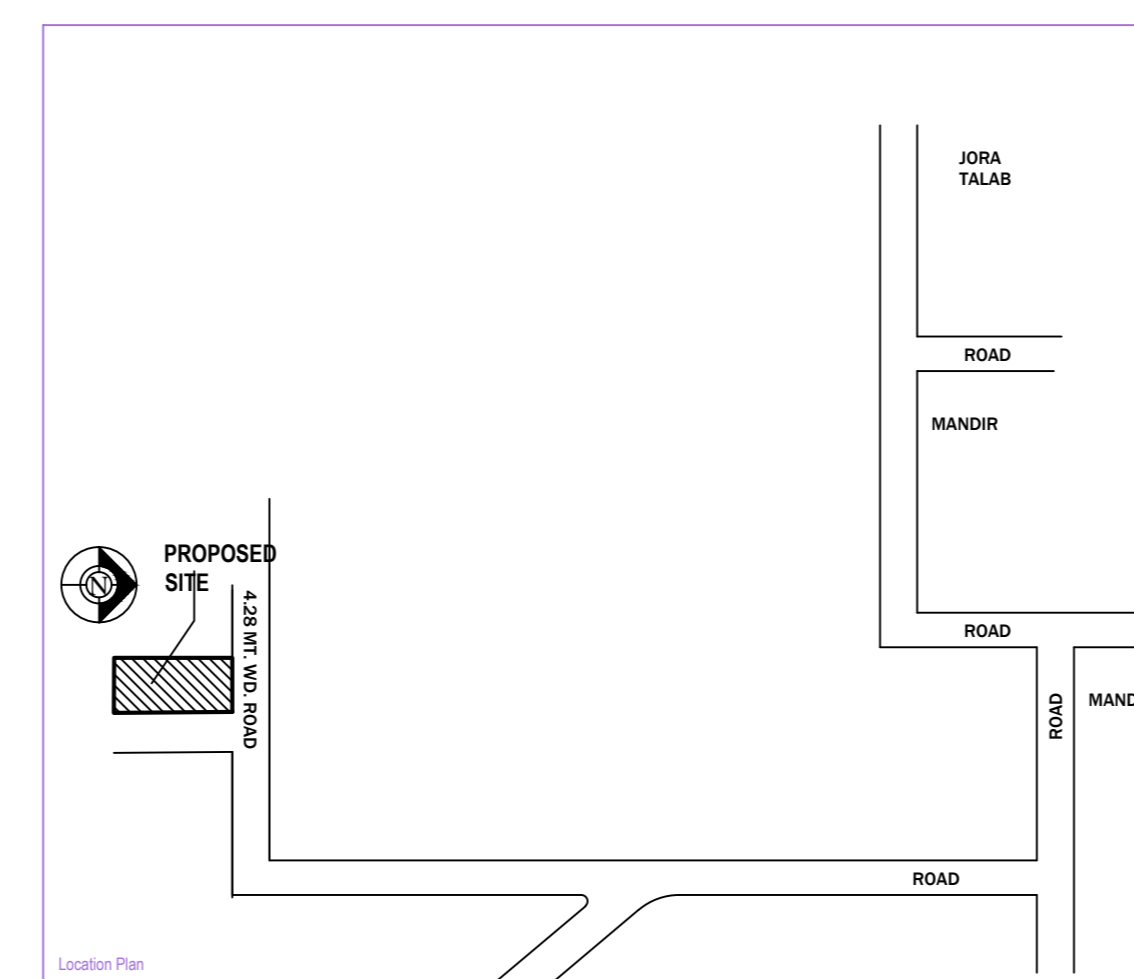 JORA
TALAB
ROAD
MANDIR
PROPOSED
SITE
N
4.28 MT. WD. ROAD
ROAD
ROAD
MAND
ROAD
Location Plan